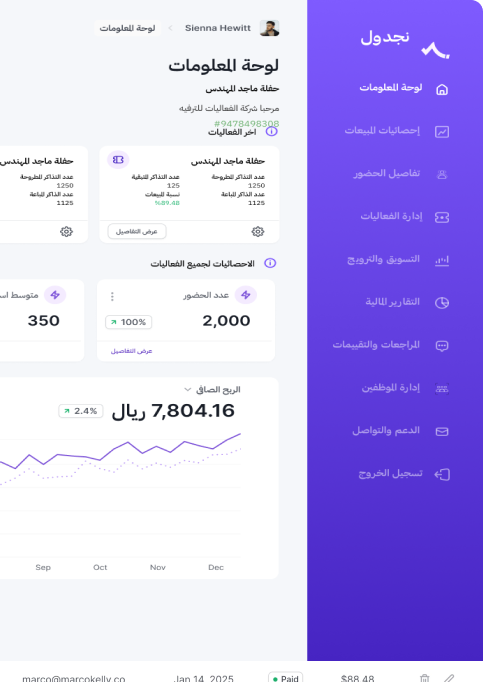 نجدول
لوحة المعلومات
إحصائيات المبيعات
تفاصيل الحضور
إدارة الفعاليات
التسويق والترويج
التقارير المالية
المراجعات والتقييمات
إدارة الموظفين
الدعم والتواصل
تسجيل الخروج
Sienna Hewitt > لوحة المعلومات
لوحة المعلومات
حفلة ماجد المهندس
مرحبا شركة الفعاليات للترفيه
#9478498308
اخر الفعاليات
حفلة ماجد المهندس
عدد التذاكر المطروحة
1250
عدد التذاكر المتبقية
125
عدد التذاكر المباعة
1125
نسبة المبيعات
%89.48
عرض التفاصيل
حفلة ماجد المهندس
عدد التذاكر المطروحة
1250
عدد التذاكر المباعة
1125
الاحصائيات لجميع الفعاليات
عدد الحضور
2,000
100%
عرض التفاصيل
متوسط
350
الربح الصافي
7,804.16 ريال
2.4%
Sep Oct Nov Dec
marco@marcokelly.co Jan 14, 2025 Paid $88.48